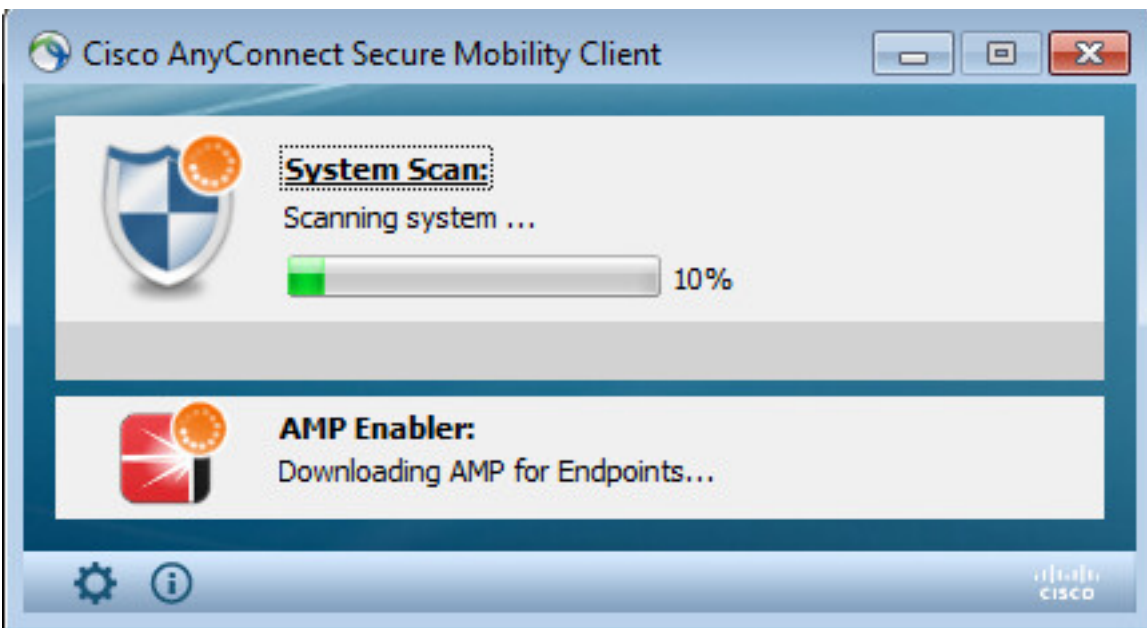 Cisco AnyConnect Secure Mobility Client
System Scan:
Scanning system ...
10%
AMP Enabler:
Downloading AMP for Endpoints...
CISCO